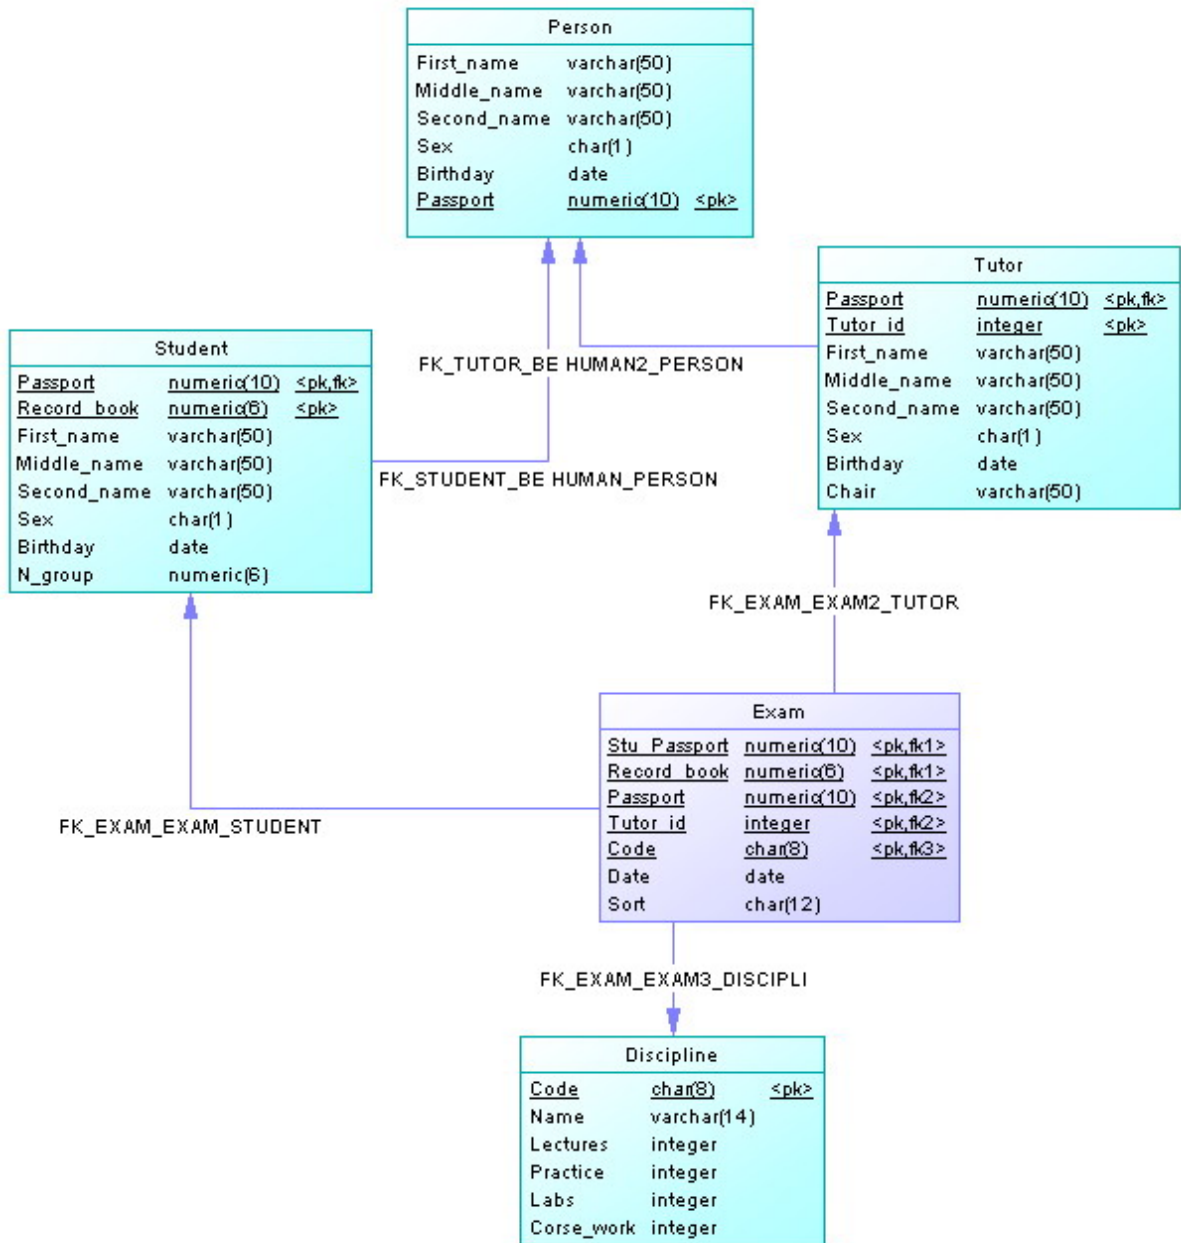 Person
First_name varchar(50)
Middle_name varchar(50)
Second_name varchar(50)
Sex char(1)
Birthday date
Passport numeric(10) <pk>
Tutor
Passport numeric(10) <pk,fk>
Tutor_id integer <pk>
First_name varchar(50)
Middle_name varchar(50)
Second_name varchar(50)
Sex char(1)
Birthday date
Chair varchar(50)
FK_TUTOR_BE HUMAN2_PERSON
Student
Passport numeric(10) <pk,fk>
Record_book numeric(6) <pk>
First_name varchar(50)
Middle_name varchar(50)
Second_name varchar(50)
Sex char(1)
Birthday date
N_group numeric(6)
FK_STUDENT_BE HUMAN_PERSON
FK_EXAM_EXAM2_TUTOR
Exam
Stu_Passport numeric(10) <pk,fk1>
Record_book numeric(6) <pk,fk1>
Passport numeric(10) <pk,fk2>
Tutor_id integer <pk,fk2>
Code char(8) <pk,fk3>
Date date
Sort char(12)
FK_EXAM_EXAM_STUDENT
FK_EXAM_EXAM3_DISCIPLI
Discipline
Code char(8) <pk>
Name varchar(14)
Lectures integer
Practice integer
Labs integer
Corse_work integer